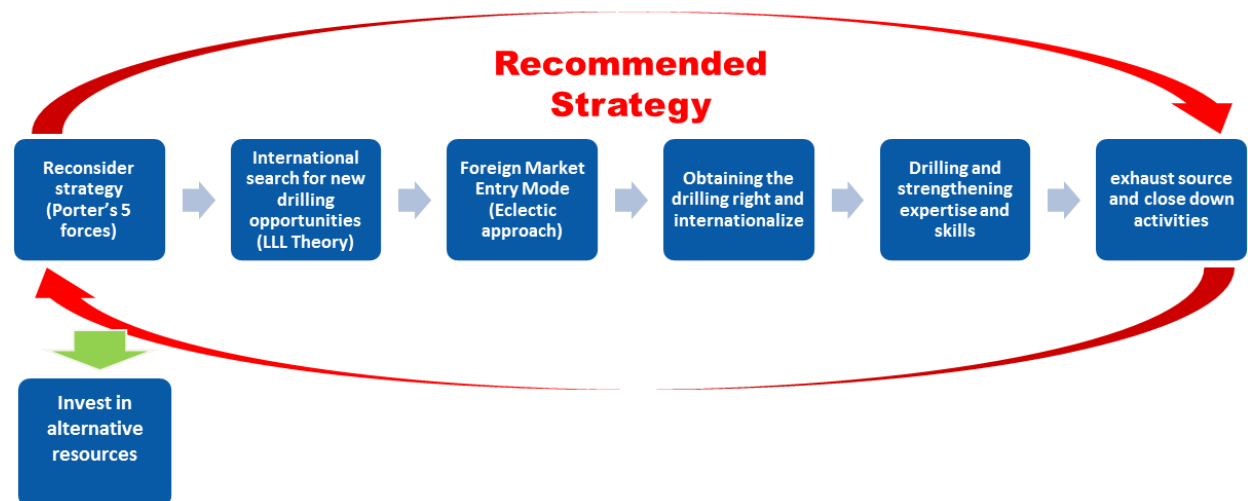 Recommended
Strategy
Reconsider
strategy
(Porter's 5
forces)
International
search for new
drilling
opportunities
(LLL Theory)
Foreign Market
Entry Mode
(Eclectic
approach)
Obtaining the
drilling right and
internationalize
Drilling and
strengthening
expertise and
skills
exhaust source
and close down
activities
Invest in
alternative
resources